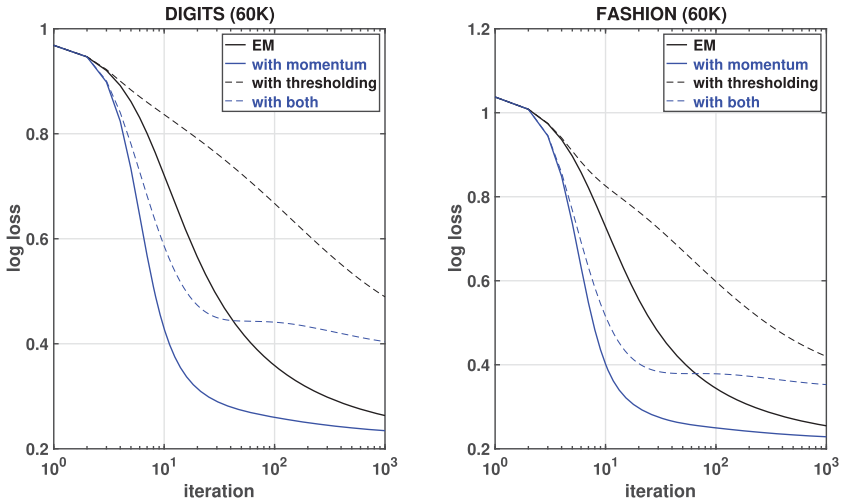 DIGITS (60K)
1
0.8
0.6
0.4
0.2
log loss
EM
with momentum
with thresholding
with both
10^0
10^1
10^2
10^3
iteration
FASHION (60K)
1.2
1
0.8
0.6
0.4
0.2
log loss
EM
with momentum
with thresholding
with both
10^0
10^1
10^2
10^3
iteration